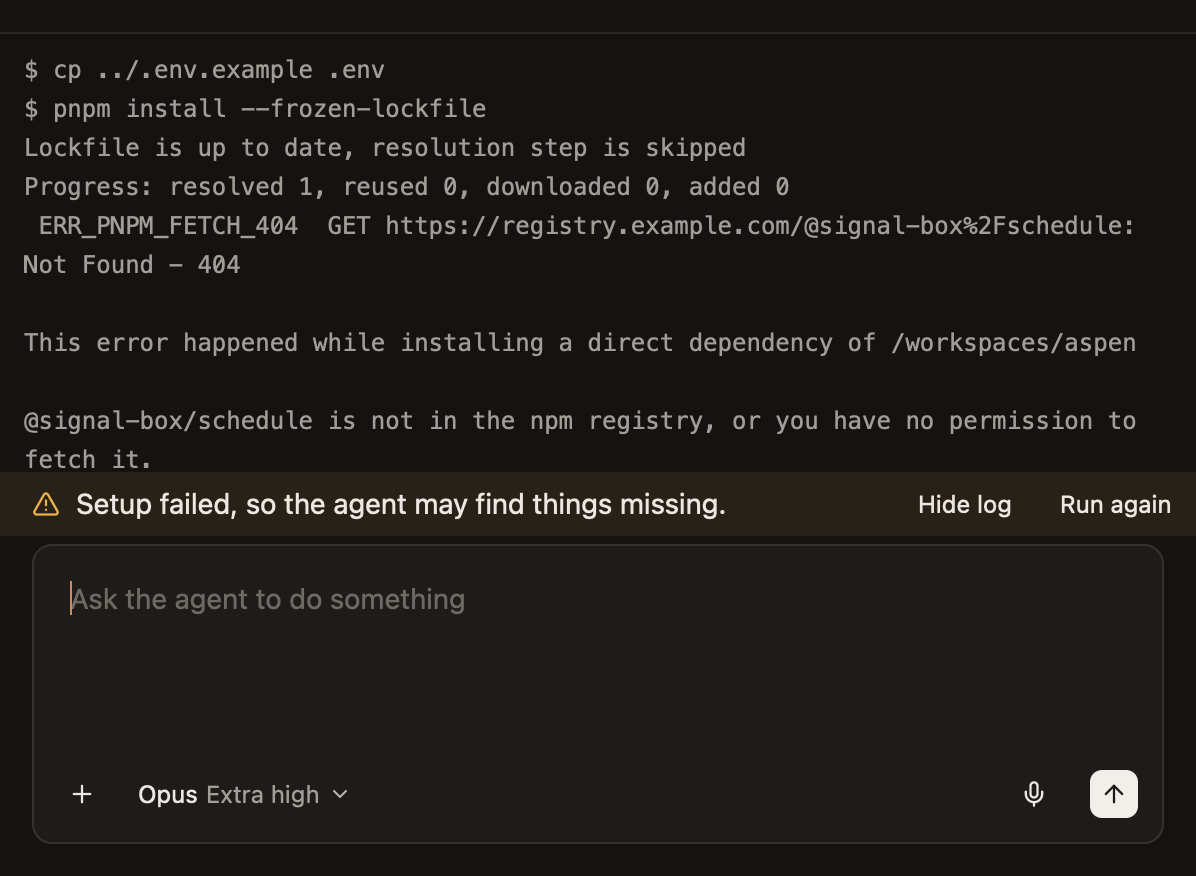 $ cp ../.env.example .env
$ pnpm install --frozen-lockfile
Lockfile is up to date, resolution step is skipped
Progress: resolved 1, reused 0, downloaded 0, added 0
ERR_PNPM_FETCH_404  GET https://registry.example.com/@signal-box%2Fschedule:
Not Found - 404
This error happened while installing a direct dependency of /workspaces/aspen
@signal-box/schedule is not in the npm registry, or you have no permission to
fetch it.
Setup failed, so the agent may find things missing. Hide log Run again
Ask the agent to do something
Opus Extra high